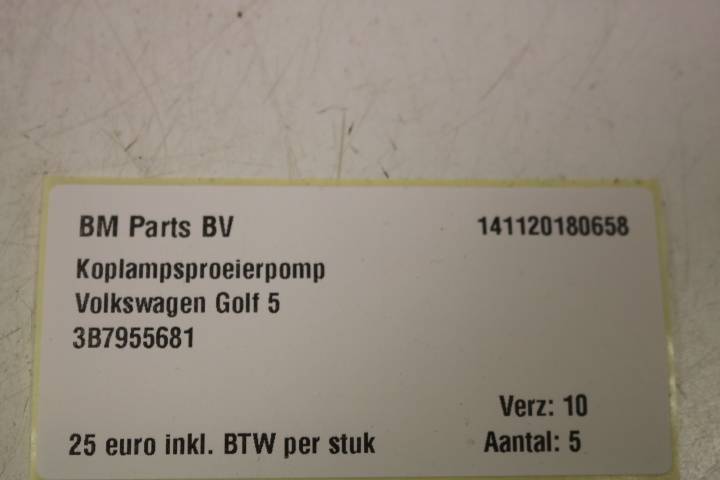 BM Parts BV 141120180658
Koplampsproeierpomp
Volkswagen Golf 5
3B7955681
Verz: 10
25 euro inkl. BTW per stuk Aantal: 5